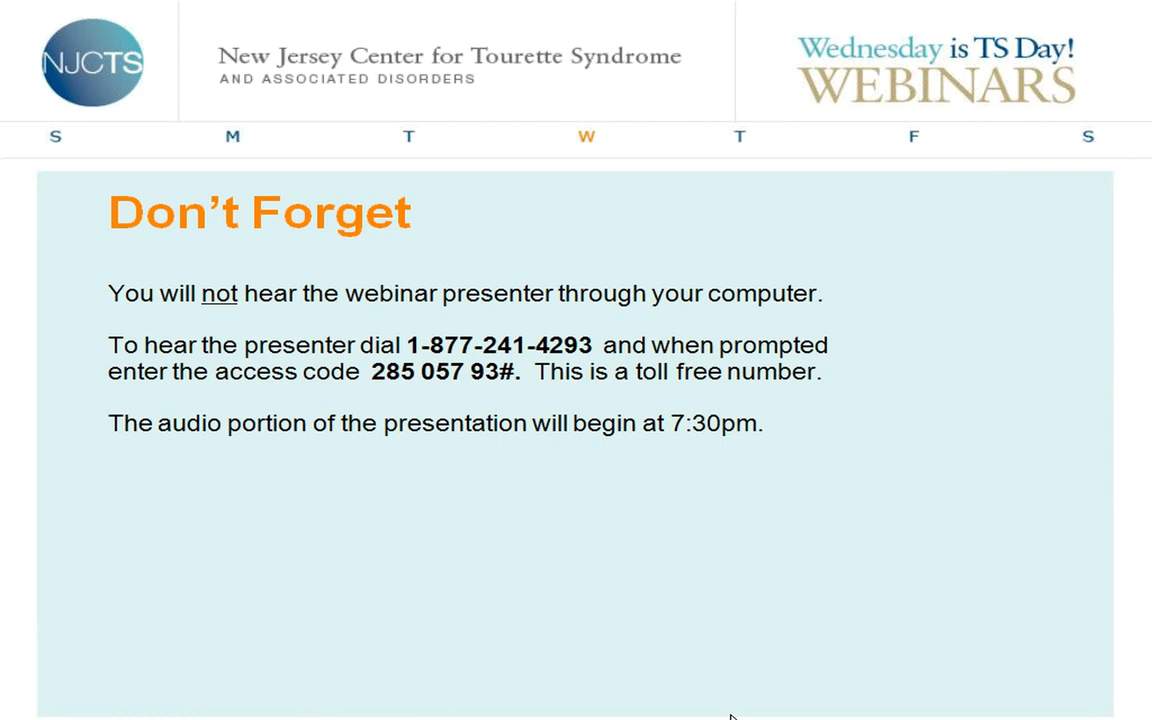 NJCTS
New Jersey Center for Tourette Syndrome
AND ASSOCIATED DISORDERS
Wednesday is TS Day!
WEBINARS
S M T W T F S
Don’t Forget
You will not hear the webinar presenter through your computer.
To hear the presenter dial 1-877-241-4293 and when prompted
enter the access code 285 057 93#. This is a toll free number.
The audio portion of the presentation will begin at 7:30pm.